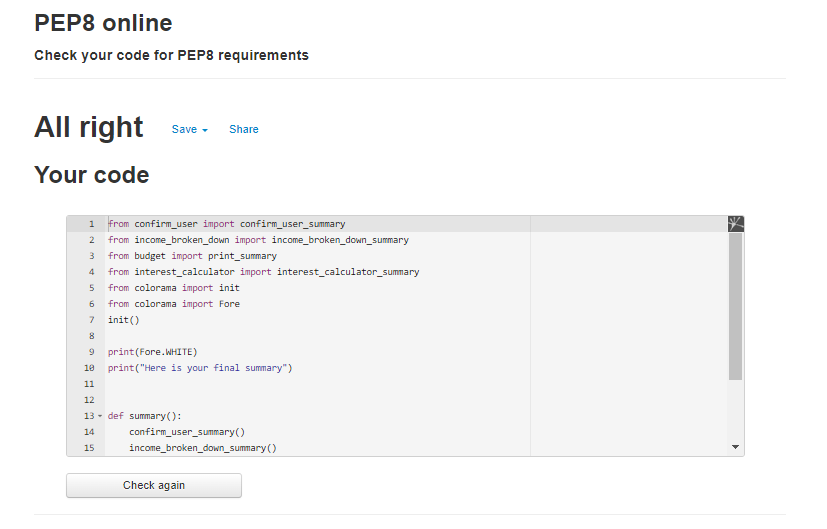 PEP8 online
Check your code for PEP8 requirements
All right Save Share
Your code
1 from confirm_user import confirm_user_summary
2 from income_broken_down import income_broken_down_summary
3 from budget import print_summary
4 from interest_calculator import interest_calculator_summary
5 from colorama import init
6 from colorama import Fore
7 init()
8
9 print(Fore.WHITE)
10 print("Here is your final summary")
11
12
13 def summary():
14     confirm_user_summary()
15     income_broken_down_summary()
Check again